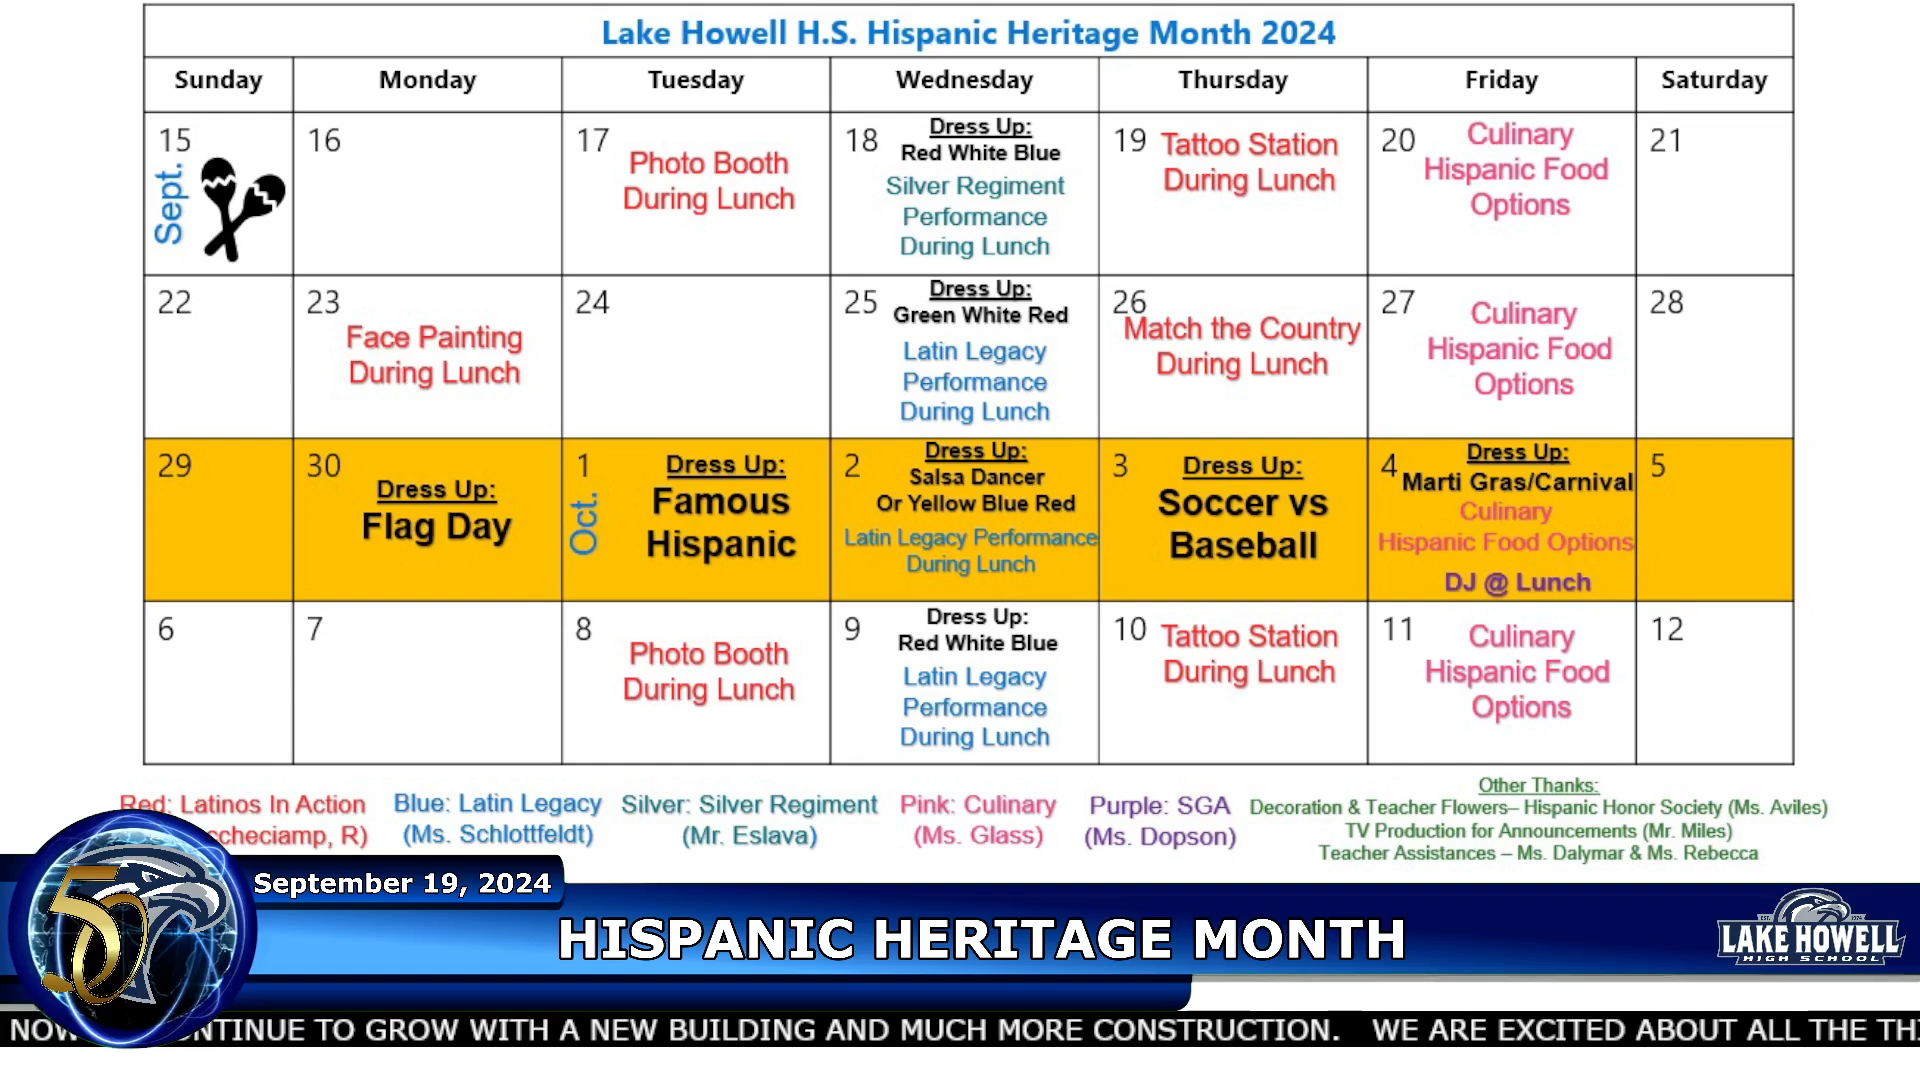 Lake Howell H.S. Hispanic Heritage Month 2024
Sunday Monday Tuesday Wednesday Thursday Friday Saturday
15
Sept.
16
17
Photo Booth
During Lunch
18
Dress Up:
Red White Blue
Silver Regiment
Performance
During Lunch
19
Tattoo Station
During Lunch
20
Culinary
Hispanic Food
Options
21
22
23
Face Painting
During Lunch
24
25
Dress Up:
Green White Red
Latin Legacy
Performance
During Lunch
26
Match the Country
During Lunch
27
Culinary
Hispanic Food
Options
28
29
30
Dress Up:
Flag Day
1
Oct.
Dress Up:
Famous
Hispanic
2
Dress Up:
Salsa Dancer
Or Yellow Blue Red
Latin Legacy Performance
During Lunch
3
Dress Up:
Soccer vs
Baseball
4
Dress Up:
Marti Gras/Carnival
Culinary
Hispanic Food Options
DJ @ Lunch
5
6
7
8
Photo Booth
During Lunch
9
Dress Up:
Red White Blue
Latin Legacy
Performance
During Lunch
10
Tattoo Station
During Lunch
11
Culinary
Hispanic Food
Options
12
Red: Latinos In Action
ccheciamp, R)
Blue: Latin Legacy
(Ms. Schlottfeldt)
Silver: Silver Regiment
(Mr. Eslava)
Pink: Culinary
(Ms. Glass)
Purple: SGA
(Ms. Dopson)
Other Thanks:
Decoration & Teacher Flowers– Hispanic Honor Society (Ms. Aviles)
TV Production for Announcements (Mr. Miles)
Teacher Assistances – Ms. Dalymar & Ms. Rebecca
50
September 19, 2024
HISPANIC HERITAGE MONTH
LAKE HOWELL
HIGH SCHOOL
NOW NTINUE TO GROW WITH A NEW BUILDING AND MUCH MORE CONSTRUCTION. WE ARE EXCITED ABOUT ALL THE TH